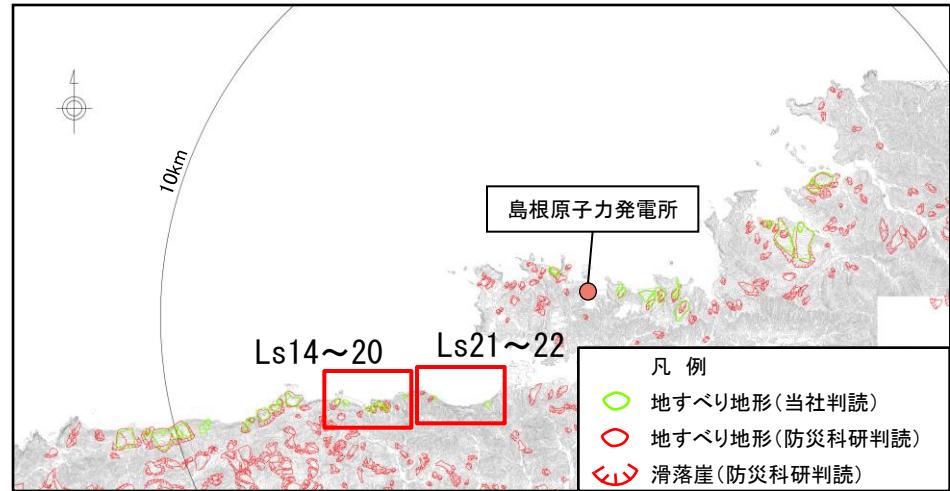 10km
島根原子力発電所
Ls14～20
Ls21～22
凡 例
地すべり地形(当社判読)
地すべり地形(防災科研判読)
滑落崖(防災科研判読)